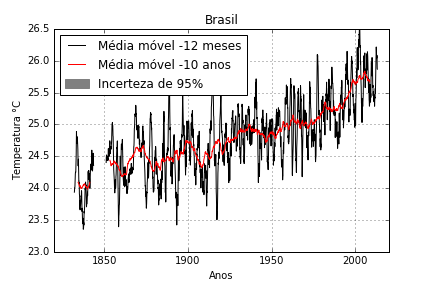 Brasil
26.5
26.0
25.5
25.0
24.5
24.0
23.5
23.0
Temperatura °C
Média móvel -12 meses
Média móvel -10 anos
Incerteza de 95%
1850
1900
1950
2000
Anos